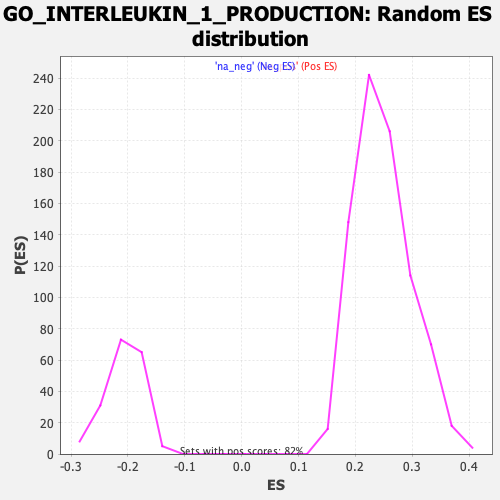 GO_INTERLEUKIN_1_PRODUCTION: Random ES
distribution
'na_neg' (Neg ES)' (Pos ES)
240
220
200
180
160
140
120
100
80
60
40
20
0
P(ES)
Sets with pos scores: 82%
-0.3 -0.2 -0.1 0.0 0.1 0.2 0.3 0.4
ES